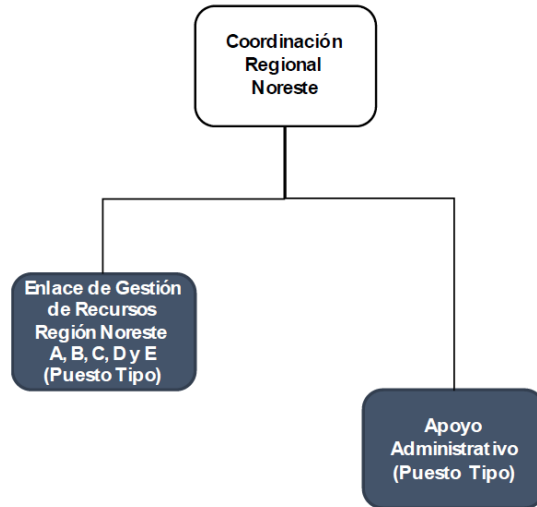 Coordinación
Regional
Noreste
Enlace de Gestión
de Recursos
Región Noreste
A, B, C, D y E
(Puesto Tipo)
Apoyo
Administrativo
(Puesto Tipo)